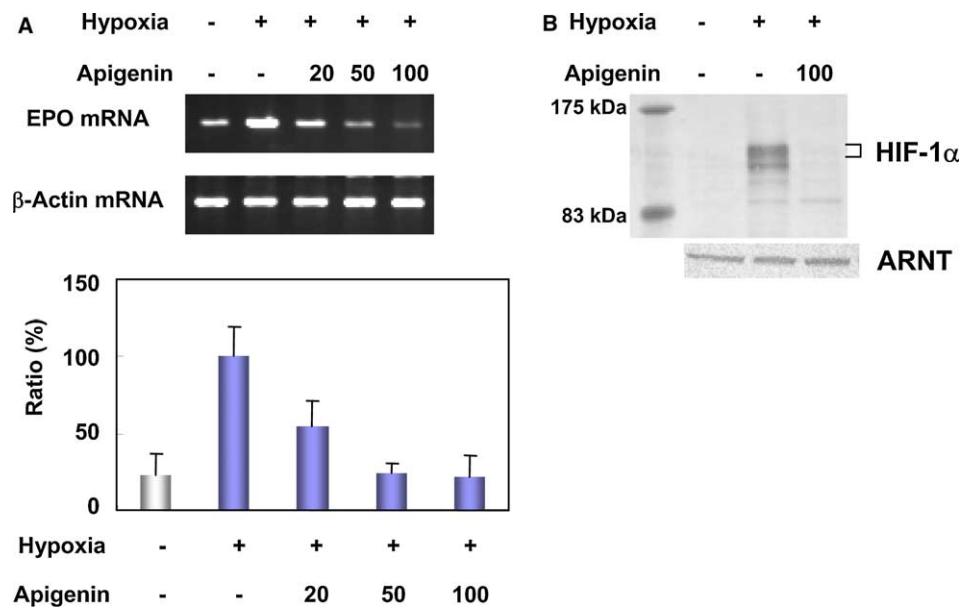 A
Hypoxia - + + + +
Apigenin - - 20 50 100
EPO mRNA
β-Actin mRNA
150
100
50
0
Ratio (%)
Hypoxia - + + + +
Apigenin - - 20 50 100
B
Hypoxia - + +
Apigenin - - 100
175 kDa
HIF-1α
83 kDa
ARNT